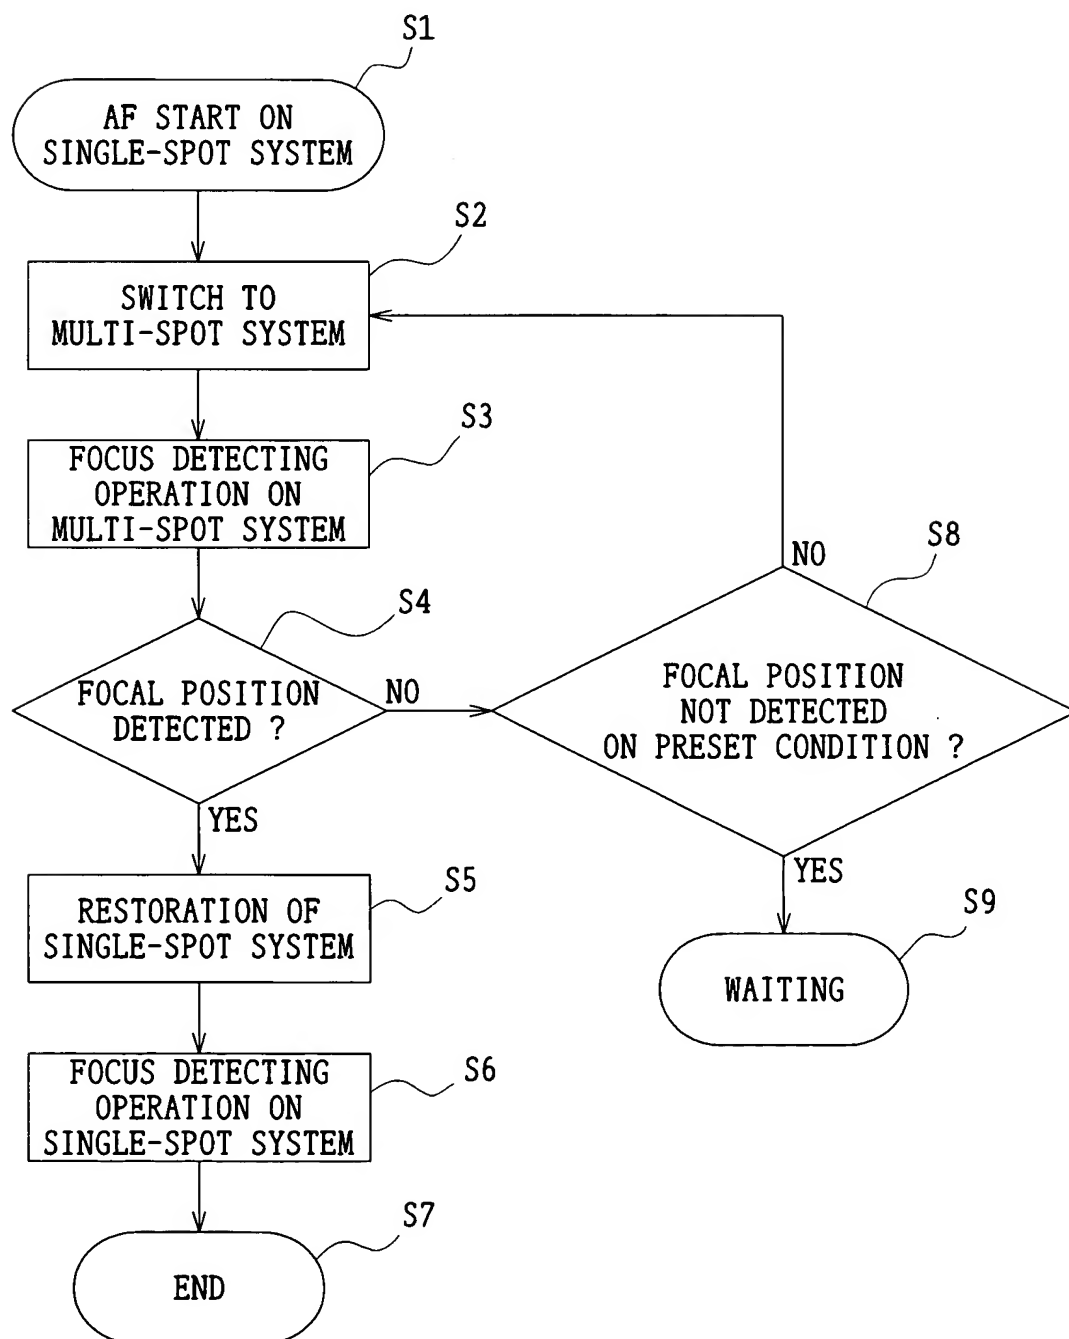 S1
AF START ON
SINGLE-SPOT SYSTEM
S2
SWITCH TO
MULTI-SPOT SYSTEM
S3
FOCUS DETECTING
OPERATION ON
MULTI-SPOT SYSTEM
S4
FOCAL POSITION
DETECTED ?
NO
YES
S8
NO
FOCAL POSITION
NOT DETECTED
ON PRESET CONDITION ?
YES
S5
RESTORATION OF
SINGLE-SPOT SYSTEM
S9
WAITING
S6
FOCUS DETECTING
OPERATION ON
SINGLE-SPOT SYSTEM
S7
END